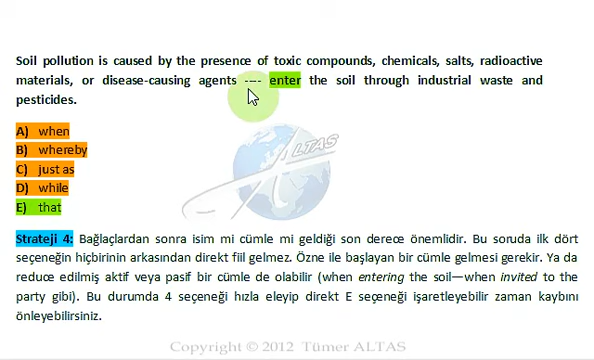 Soil pollution is caused by the presence of toxic compounds, chemicals, salts, radioactive
materials, or disease-causing agents ---- enter the soil through industrial waste and
pesticides.
A) when
B) whereby
C) just as
D) while
E) that
ALTAS
Strateji 4: Bağlaçlardan sonra isim mi cümle mi geldiği son derece önemlidir. Bu soruda ilk dört
seçeneğin hiçbirinin arkasından direkt fiil gelmez. Özne ile başlayan bir cümle gelmesi gerekir. Ya da
reduce edilmiş aktif veya pasif bir cümle de olabilir (when entering the soil—when invited to the
party gibi). Bu durumda 4 seçeneği hızla eleyip direkt E seçeneği işaretleyebilir zaman kaybını
önleyebilirsiniz.
Copyright © 2012 Tümer ALTAS